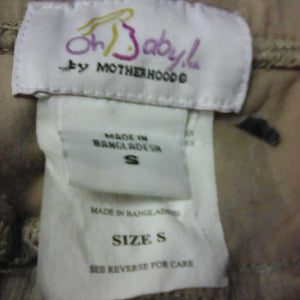 Oh Baby!
by MOTHERHOOD®
MADE IN
BANGLADESH
S
MADE IN BANGLADESH
SIZE S
SEE REVERSE FOR CARE